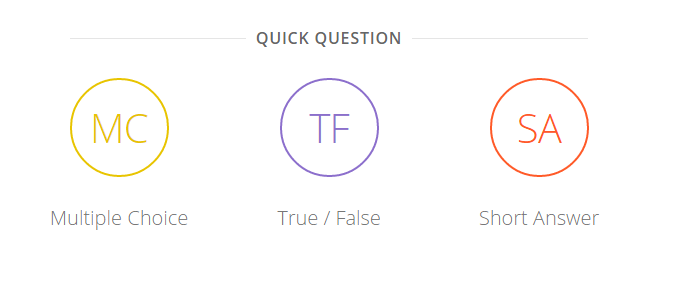 QUICK QUESTION
MC TF SA
Multiple Choice True / False Short Answer